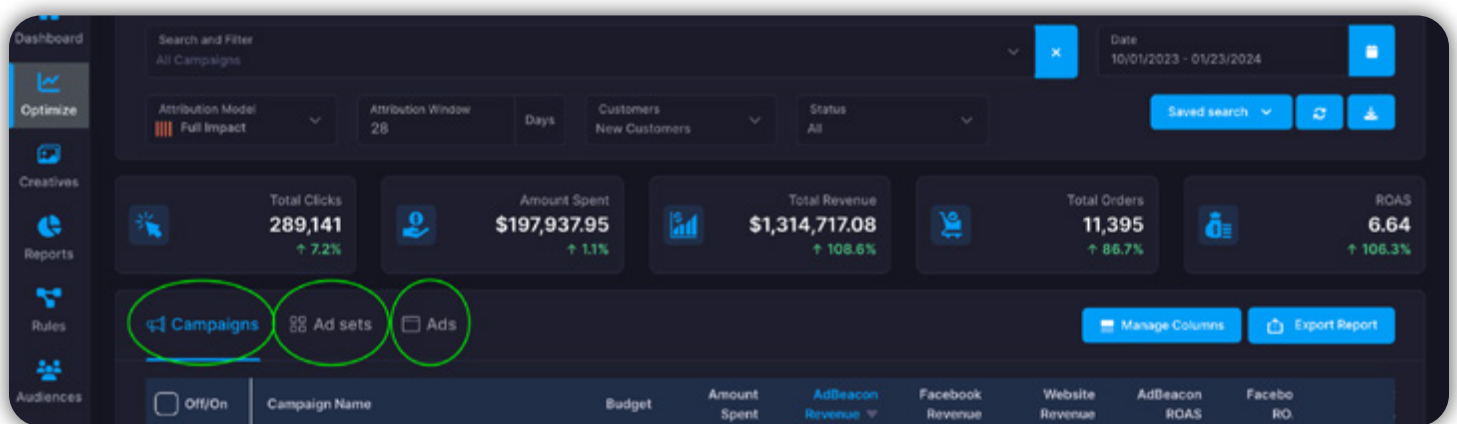 Dashboard
Optimize
Creatives
Reports
Rules
Audiences
Search and Filter
All Campaigns
Date
10/01/2023 - 01/23/2024
Attribution Model
Full Impact
Attribution Window
28
Days
Customers
New Customers
Status
All
Saved search
Total Clicks
289,141
↑ 7.2%
Amount Spent
$197,937.95
↑ 1.1%
Total Revenue
$1,314,717.08
↑ 108.6%
Total Orders
11,395
↑ 86.7%
ROAS
6.64
↑ 106.3%
Campaigns
Ad sets
Ads
Manage Columns
Export Report
Off/On
Campaign Name
Budget
Amount
Spent
AdBeacon
Revenue
Facebook
Revenue
Website
Revenue
AdBeacon
ROAS
Facebo
RO.